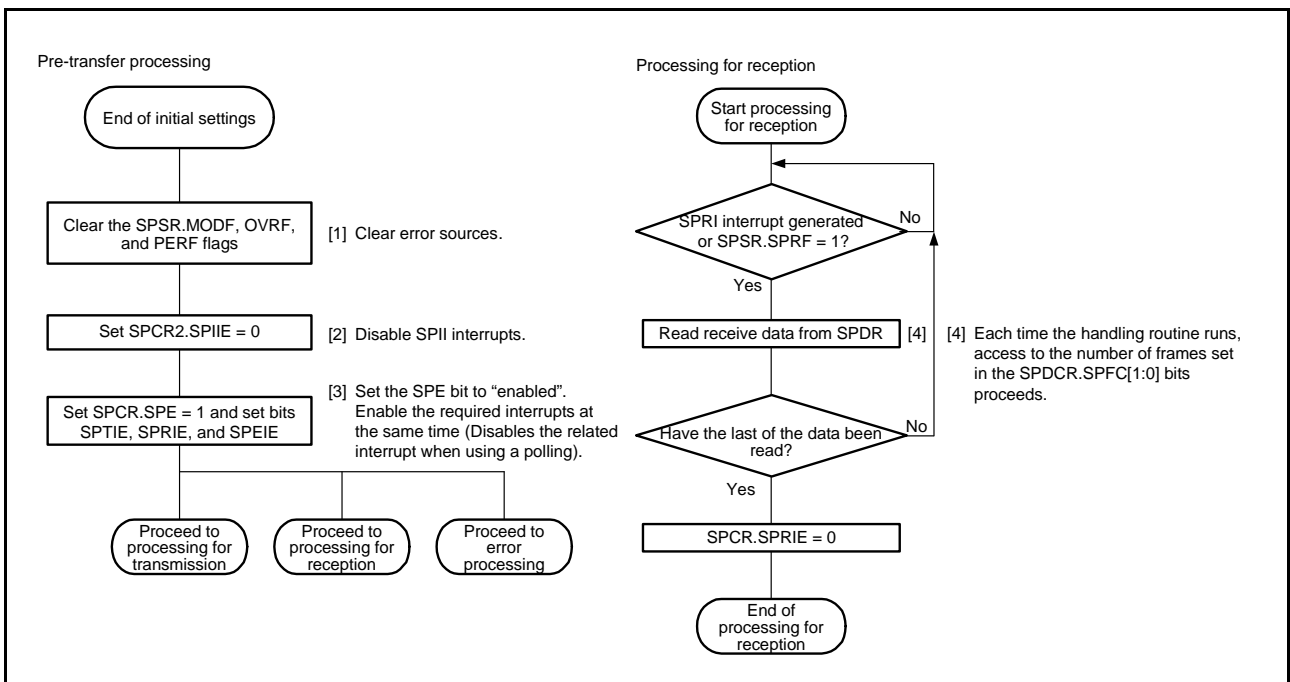 Pre-transfer processing
End of initial settings
Clear the SPSR.MODF, OVRF,
and PERF flags
[1] Clear error sources.
Set SPCR2.SPIIE = 0
[2] Disable SPII interrupts.
Set SPCR.SPE = 1 and set bits
SPTIE, SPRIE, and SPEIE
[3] Set the SPE bit to “enabled”.
Enable the required interrupts at
the same time (Disables the related
interrupt when using a polling).
Proceed to
processing for
transmission
Proceed to
processing for
reception
Proceed to
error
processing
Processing for reception
Start processing
for reception
SPRI interrupt generated
or SPSR.SPRF = 1?
No
Yes
Read receive data from SPDR
[4]
[4] Each time the handling routine runs,
access to the number of frames set
in the SPDCR.SPFC[1:0] bits
proceeds.
Have the last of the data been
read?
No
Yes
SPCR.SPRIE = 0
End of
processing for
reception